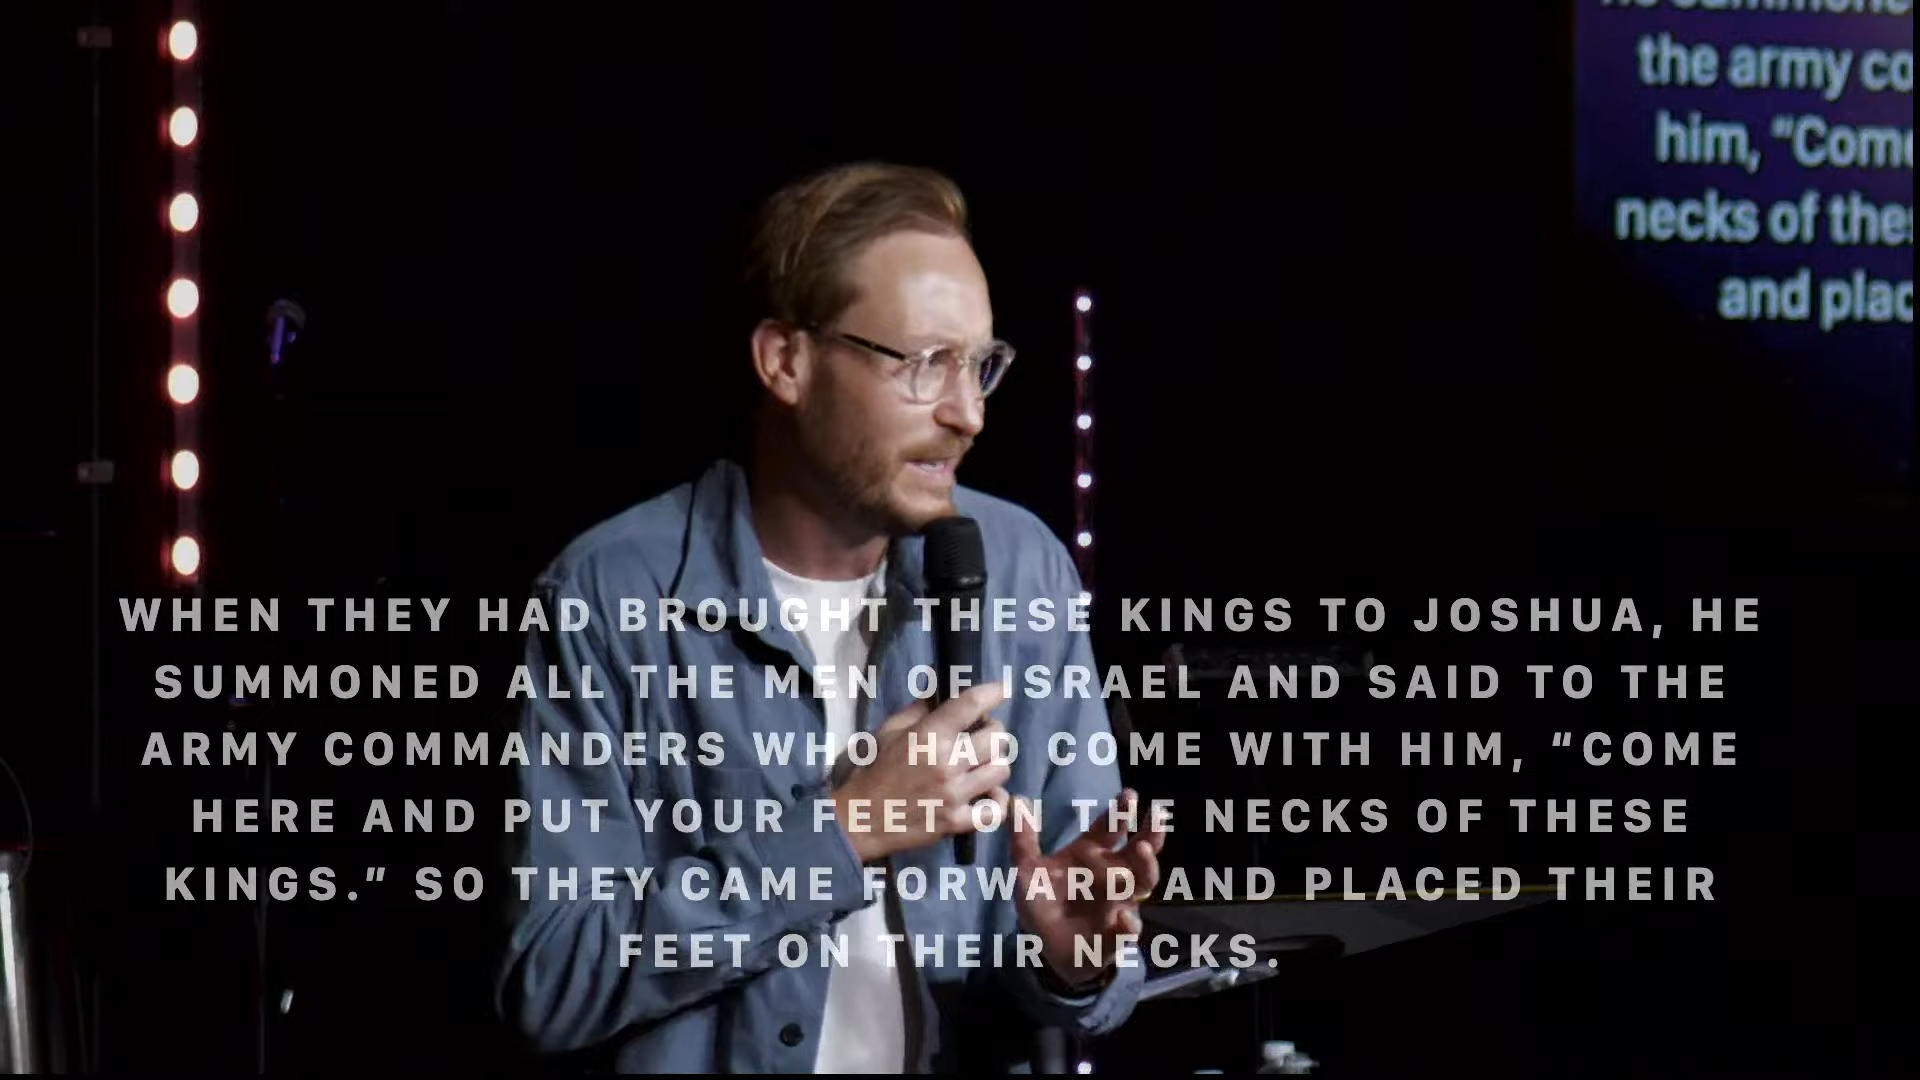 WHEN THEY HAD BROUGHT THESE KINGS TO JOSHUA, HE
SUMMONED ALL THE MEN OF ISRAEL AND SAID TO THE
ARMY COMMANDERS WHO HAD COME WITH HIM, “COME
HERE AND PUT YOUR FEET ON THE NECKS OF THESE
KINGS.” SO THEY CAME FORWARD AND PLACED THEIR
FEET ON THEIR NECKS.
the army
him, “
necks of
and